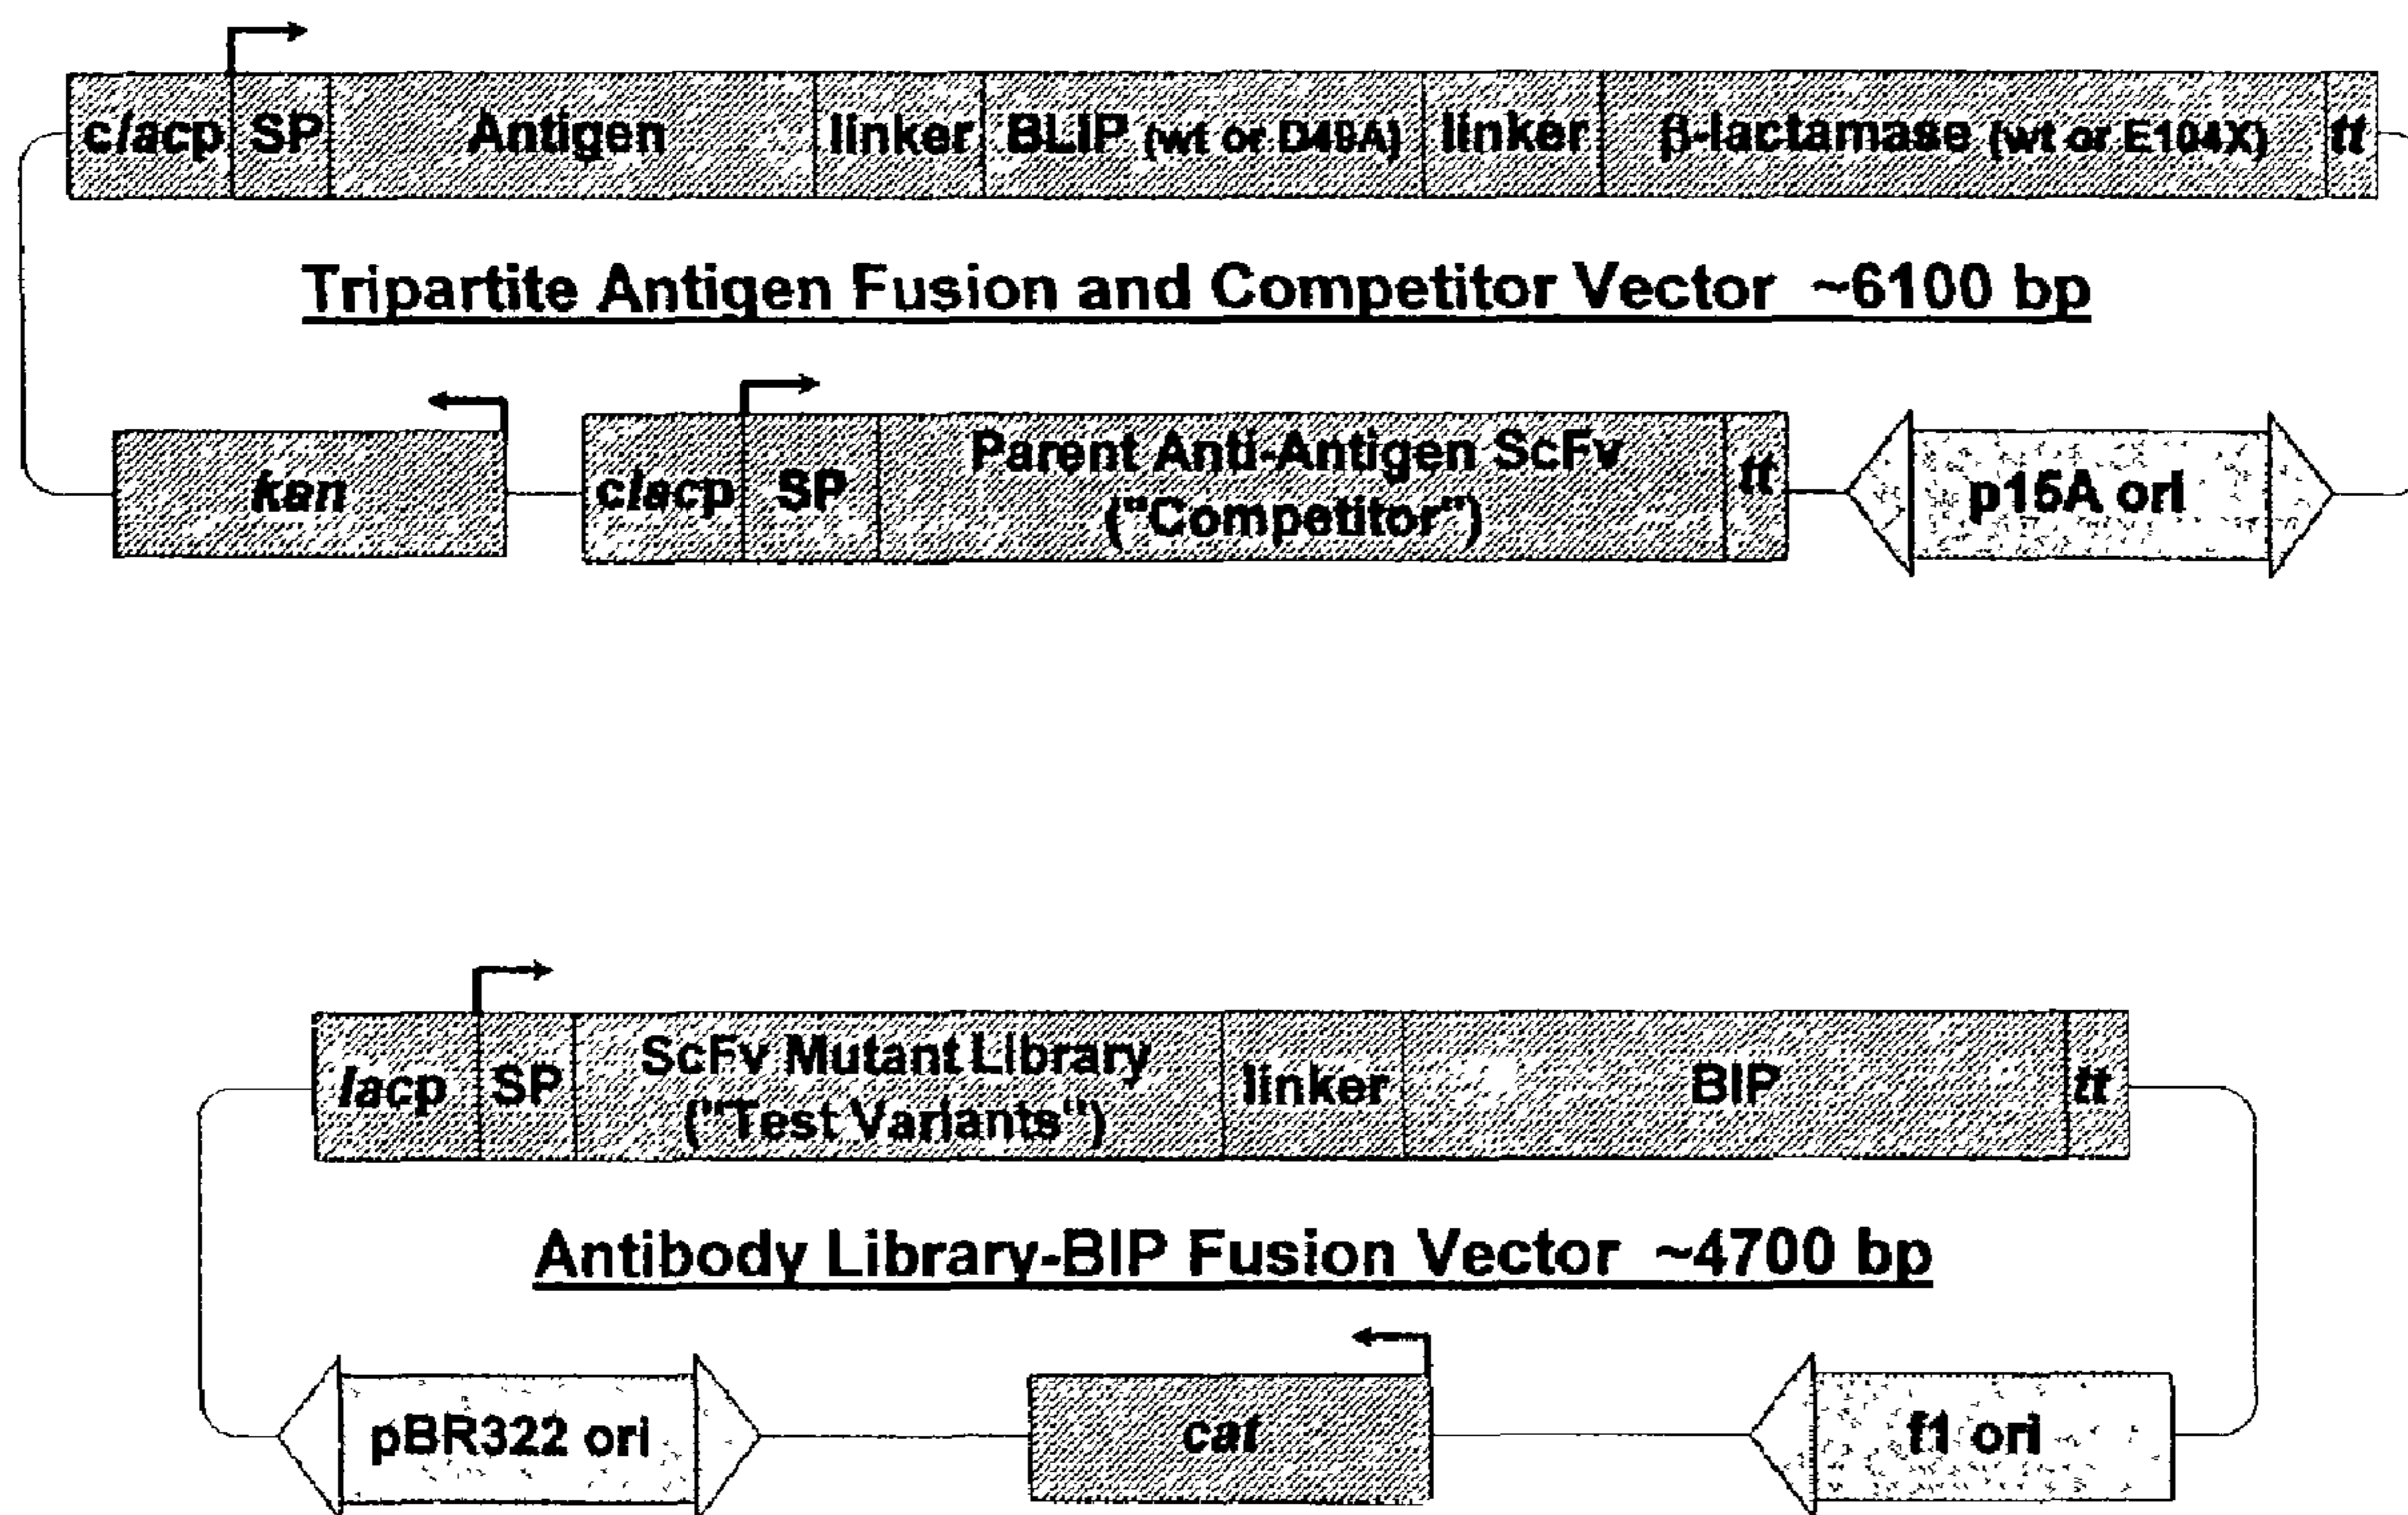 clacp SP Antigen linker BLIP (wt or D49A) linker β-lactamase (wt or E104X) tt
Tripartite Antigen Fusion and Competitor Vector ~6100 bp
kan clacp SP Parent Anti-Antigen ScFv tt p15A ori
("Competitor")
lacp SP ScFv Mutant Library linker BIP tt
("Test Variants")
Antibody Library-BIP Fusion Vector ~4700 bp
pBR322 ori cat f1 ori